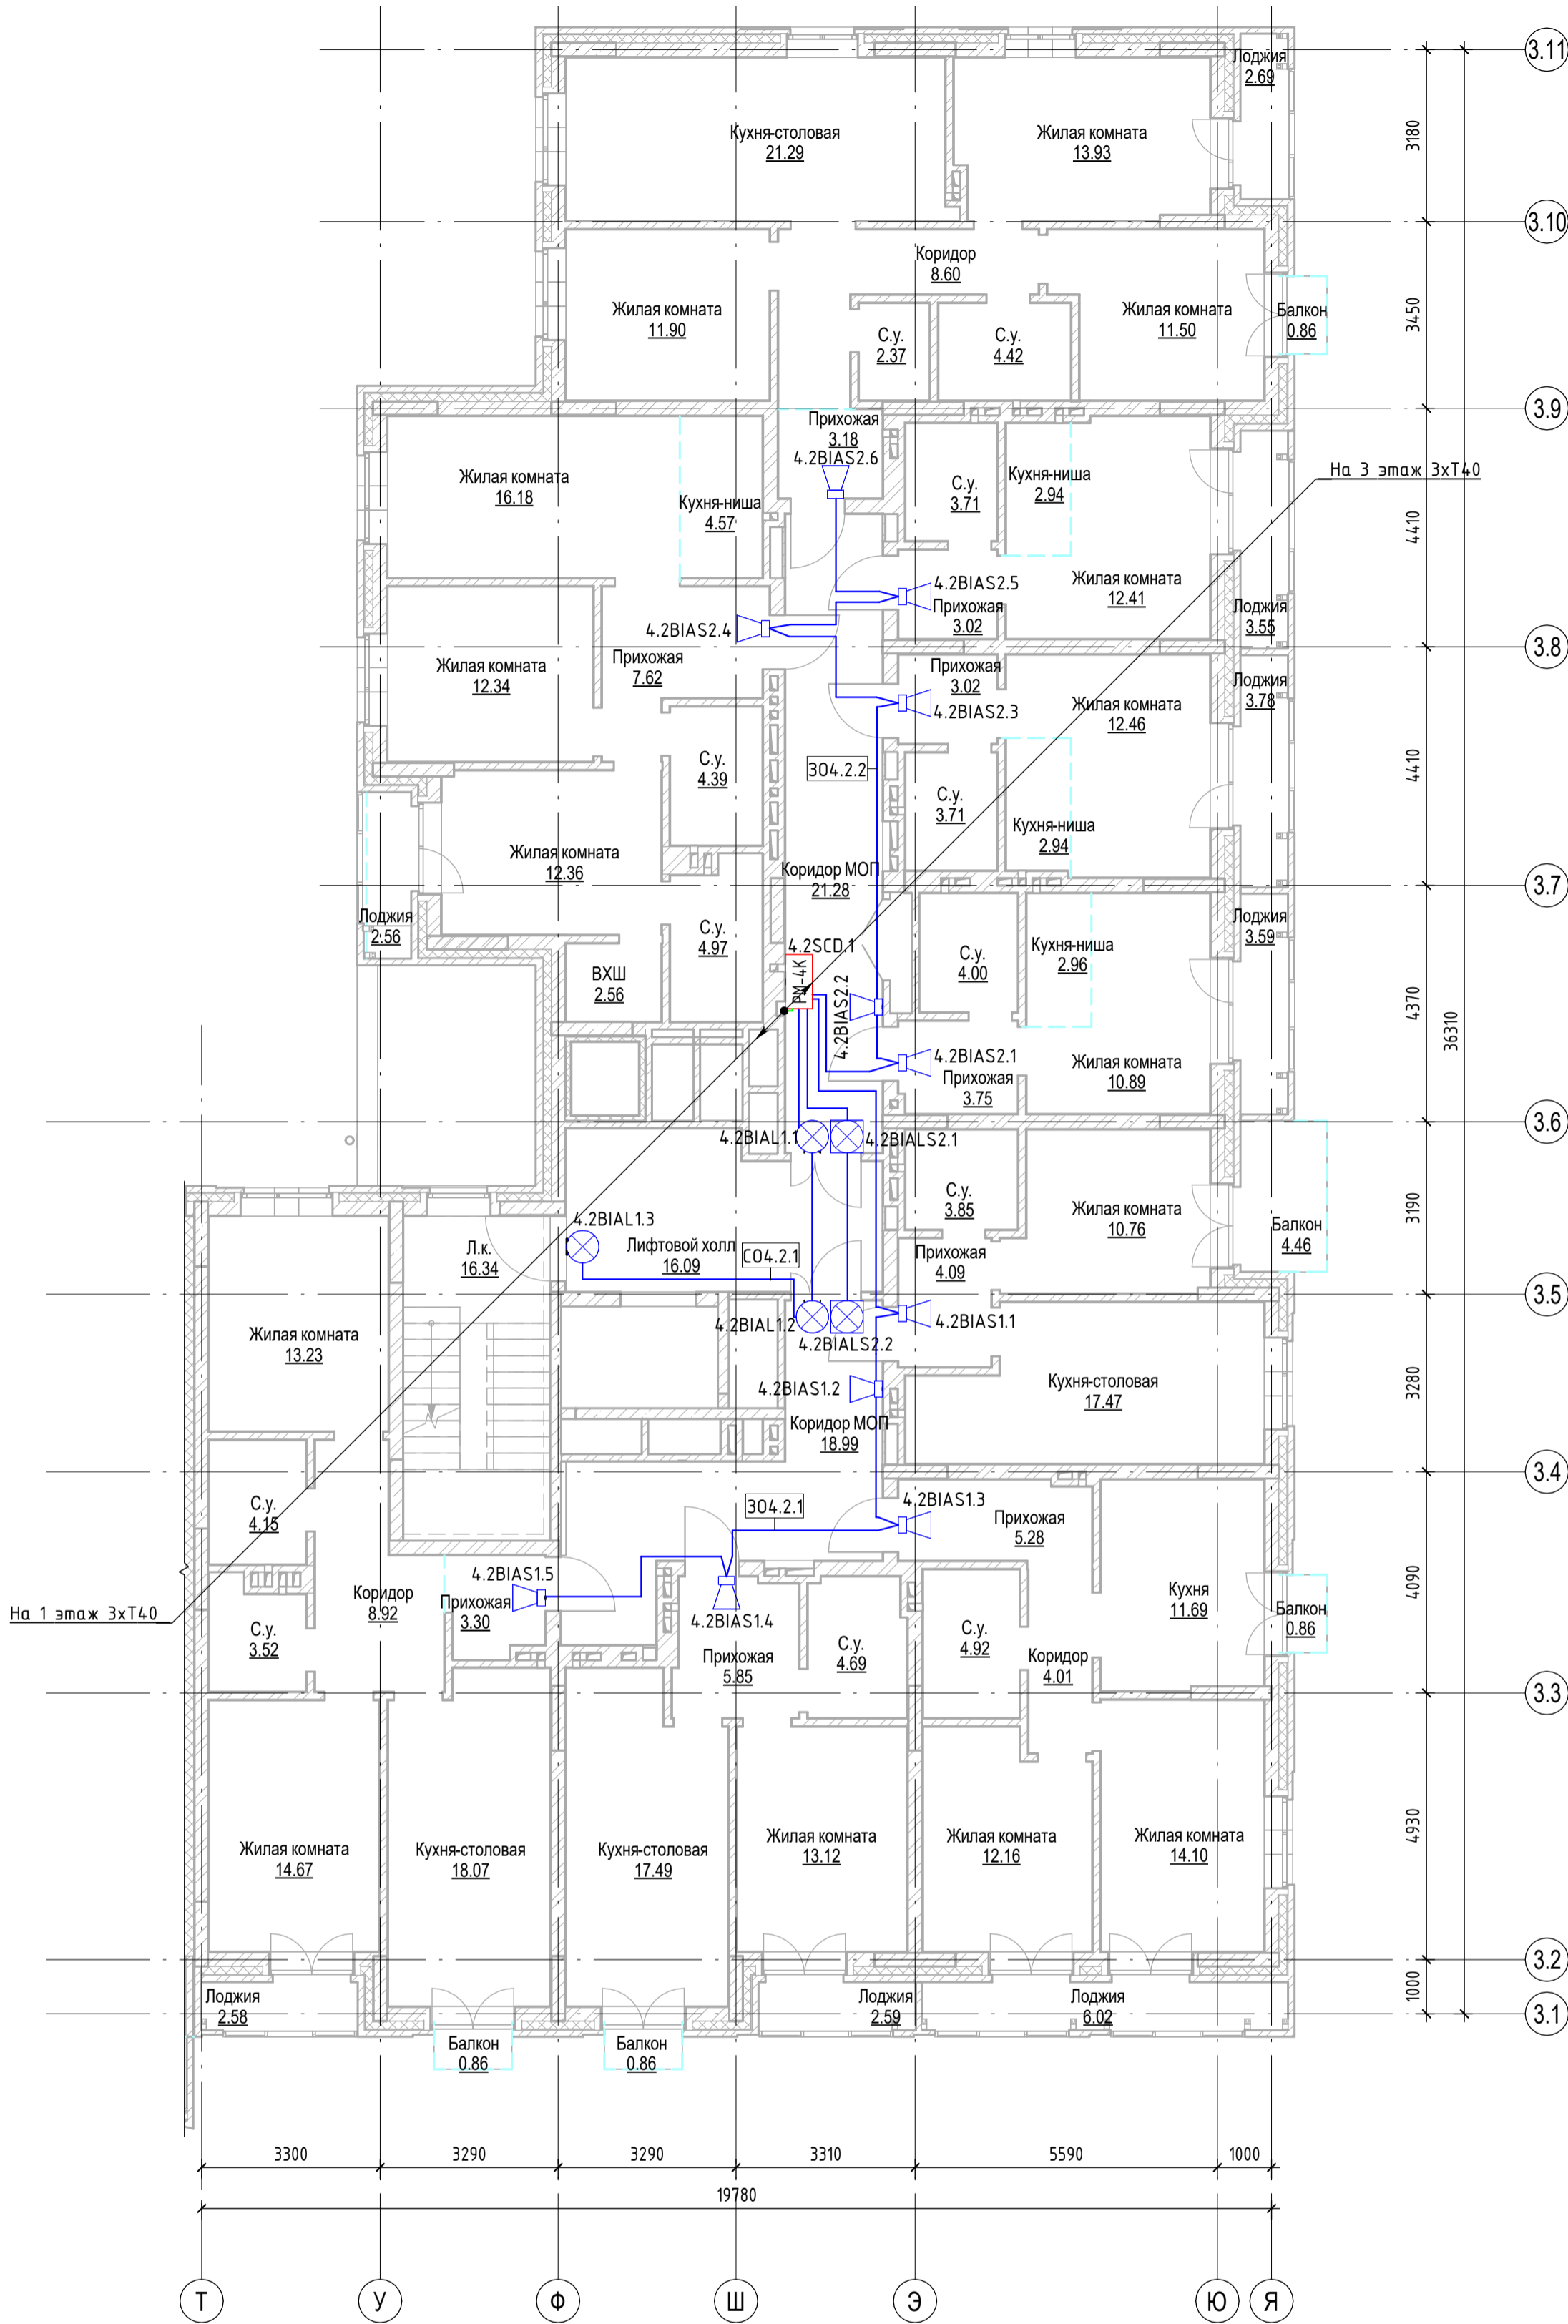 3.11
Лоджия
2.69
Кухня-столовая
21.29
Жилая комната
13.93
3180
3.10
Коридор
8.60
Жилая комната
11.90
С.у.
2.37
С.у.
4.42
Жилая комната
11.50
Балкон
0.86
3450
3.9
Прихожая
3.18
4.2BIAS2.6
Жилая комната
16.18
Кухня-ниша
4.57
С.у.
3.71
Кухня-ниша
2.94
На 3 этаж 3хТ40
4410
4.2BIAS2.5
Прихожая
3.02
Жилая комната
12.41
Лоджия
3.55
4.2BIAS2.4
3.8
Жилая комната
12.34
Прихожая
7.62
Прихожая
3.02
4.2BIAS2.3
Жилая комната
12.46
Лоджия
3.78
С.у.
4.39
ЗО4.2.2
С.у.
3.71
Кухня-ниша
2.94
4410
Жилая комната
12.36
Коридор МОП
21.28
3.7
Лоджия
2.56
С.у.
4.97
4.2SCD.1
РМ-4К
ВХШ
2.56
С.у.
4.00
Кухня-ниша
2.96
Лоджия
3.59
4.2BIAS2.2
4370
36310
4.2BIAS2.1
Прихожая
3.75
Жилая комната
10.89
3.6
4.2BIAL1.1
4.2BIALS2.1
С.у.
3.85
Жилая комната
10.76
Балкон
4.46
3190
4.2BIAL1.3
Л.к.
16.34
Лифтовой холл
16.09
СО4.2.1
Прихожая
4.09
3.5
4.2BIAL1.2
4.2BIALS2.2
4.2BIAS1.1
Жилая комната
13.23
4.2BIAS1.2
Кухня-столовая
17.47
3280
Коридор МОП
18.99
3.4
С.у.
4.15
ЗО4.2.1
4.2BIAS1.3
Прихожая
5.28
4090
4.2BIAS1.5
На 1 этаж 3хТ40
Коридор
8.92
Прихожая
3.30
4.2BIAS1.4
Кухня
11.69
Балкон
0.86
С.у.
3.52
Прихожая
5.85
С.у.
4.69
С.у.
4.92
Коридор
4.01
3.3
Жилая комната
14.67
Кухня-столовая
18.07
Кухня-столовая
17.49
Жилая комната
13.12
Жилая комната
12.16
Жилая комната
14.10
4930
3.2
Лоджия
2.58
Лоджия
2.59
Лоджия
6.02
1000
3.1
Балкон
0.86
Балкон
0.86
3300
3290
3290
3310
5590
1000
19780
Т
У
Ф
Ш
Э
Ю
Я